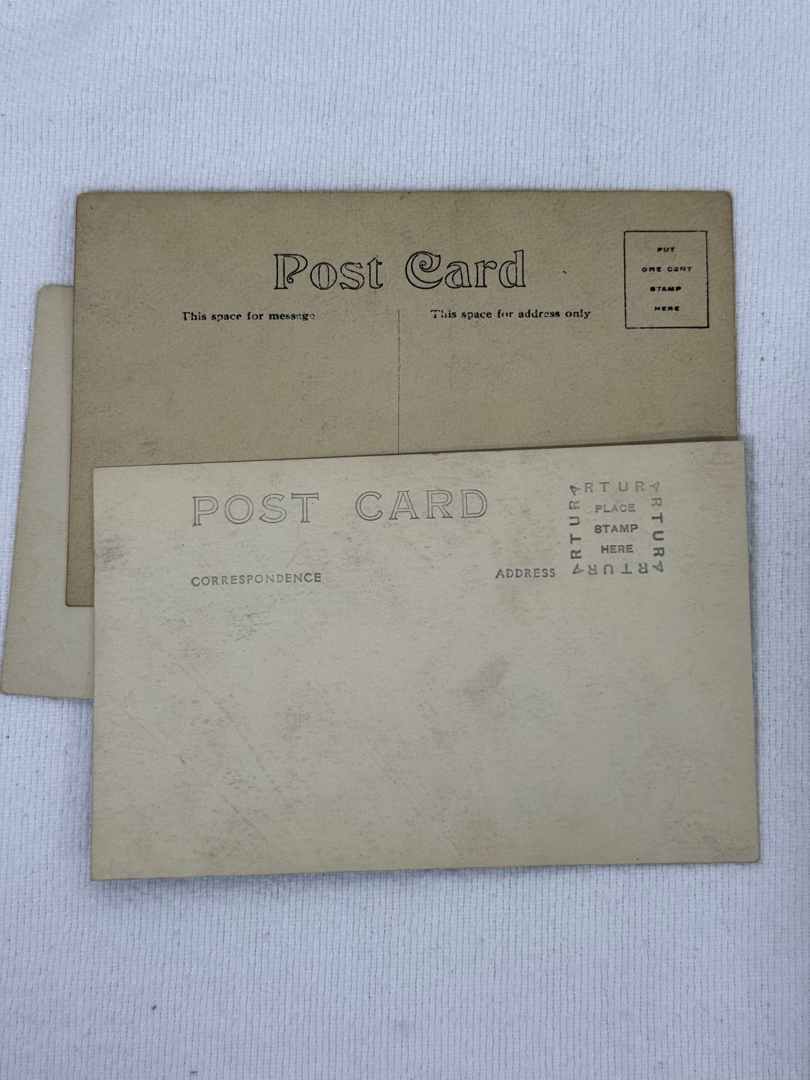 Post Card
This space for message
This space for address only
PUT
ONE CENT
STAMP
HERE
POST CARD
CORRESPONDENCE
ADDRESS
ARTURA
ARTURA
ARTURA
ARTURA
PLACE
STAMP
HERE